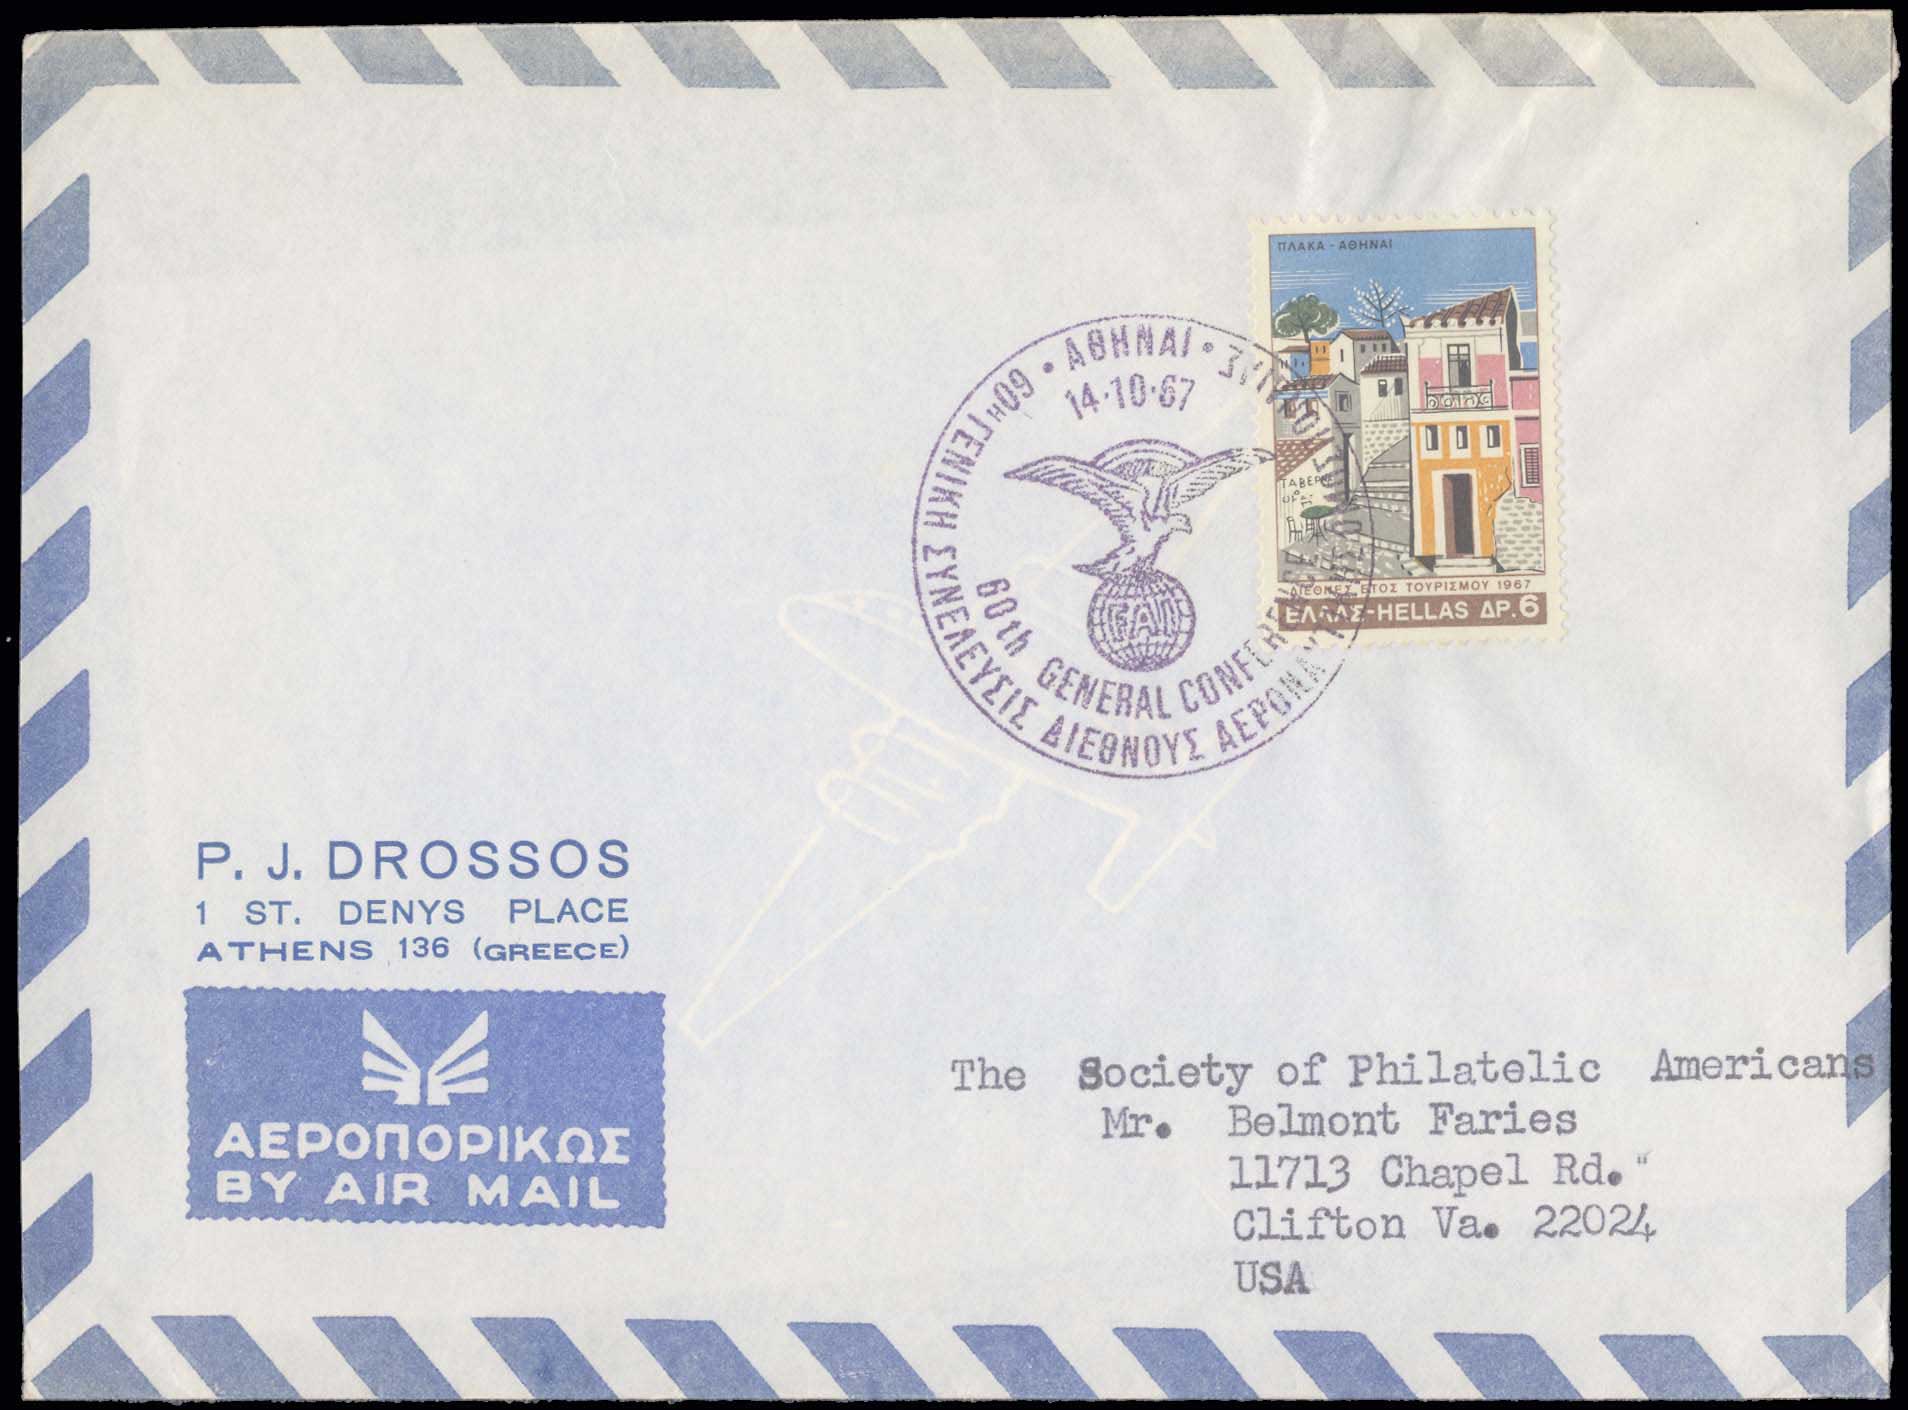 ΠΛΑΚΑ - ΑΘΗΝΑΙ
ΤΑΒΕΡΝ
ΔΙΕΘΝΕΣ ΕΤΟΣ ΤΟΥΡΙΣΜΟΥ 1967
ΕΛΛΑΣ-HELLAS ΔΡ.6
• ΑΘΗΝΑΙ •
14·10·67
60Η ΓΕΝΙΚΗ ΣΥΝΕΛΕΥΣΙΣ ΔΙΕΘΝΟΥΣ
FAI
60th GENERAL CONFERENCE
P. J. DROSSOS
1 ST. DENYS PLACE
ATHENS 136 (GREECE)
ΑΕΡΟΠΟΡΙΚΩΣ
BY AIR MAIL
The Society of Philatelic Americans
Mr. Belmont Faries
11713 Chapel Rd."
Clifton Va. 22024
USA